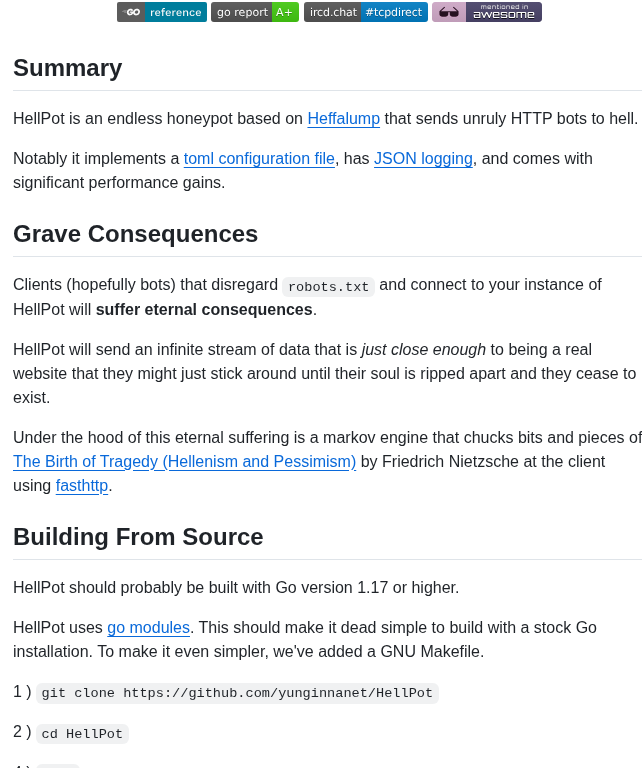 GO reference go report A+ ircd.chat #tcpdirect mentioned in awesome
Summary
HellPot is an endless honeypot based on Heffalump that sends unruly HTTP bots to hell.
Notably it implements a toml configuration file, has JSON logging, and comes with
significant performance gains.
Grave Consequences
Clients (hopefully bots) that disregard robots.txt and connect to your instance of
HellPot will suffer eternal consequences.
HellPot will send an infinite stream of data that is just close enough to being a real
website that they might just stick around until their soul is ripped apart and they cease to
exist.
Under the hood of this eternal suffering is a markov engine that chucks bits and pieces of
The Birth of Tragedy (Hellenism and Pessimism) by Friedrich Nietzsche at the client
using fasthttp.
Building From Source
HellPot should probably be built with Go version 1.17 or higher.
HellPot uses go modules. This should make it dead simple to build with a stock Go
installation. To make it even simpler, we've added a GNU Makefile.
1 ) git clone https://github.com/yunginnanet/HellPot
2 ) cd HellPot